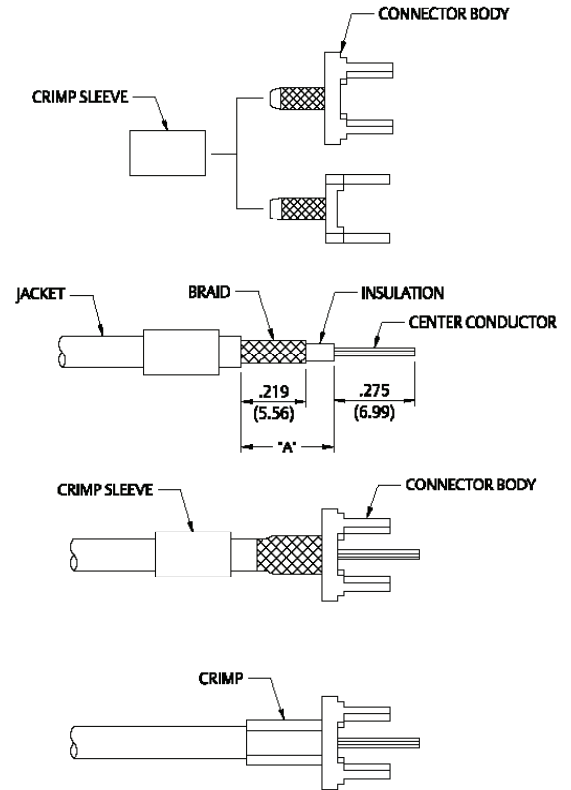 CONNECTOR BODY
CRIMP SLEEVE
JACKET
BRAID
INSULATION
CENTER CONDUCTOR
.219
(5.56)
.275
(6.99)
"A"
CRIMP SLEEVE
CONNECTOR BODY
CRIMP